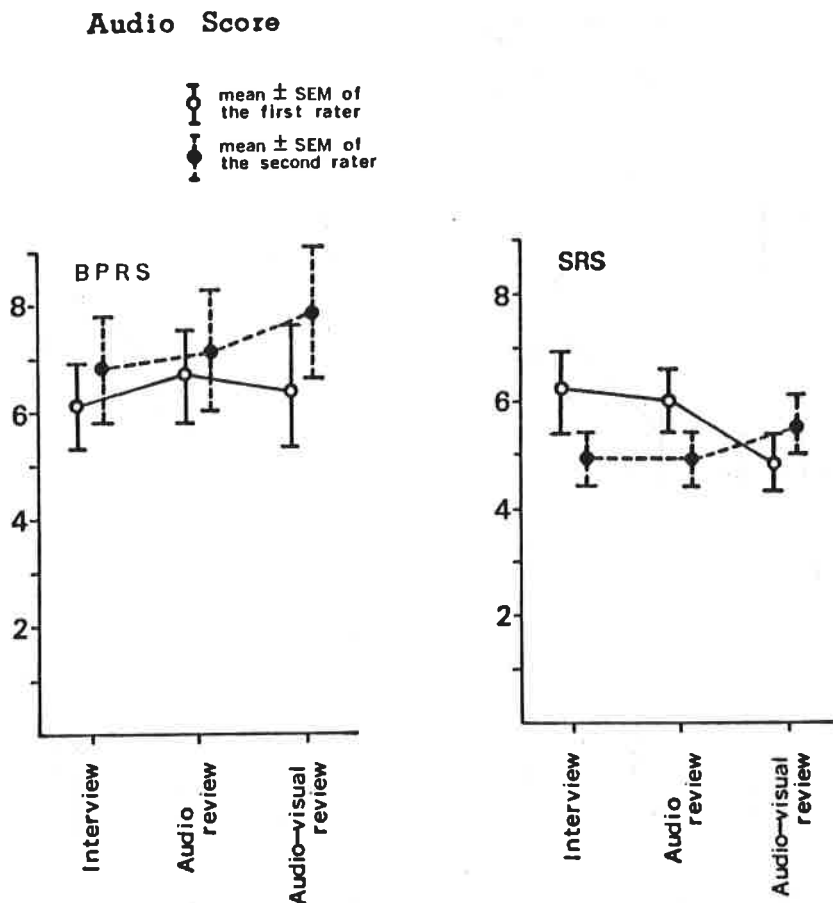 Audio Score
mean ± SEM of
the first rater
mean ± SEM of
the second rater
BPRS
8
6
4
2
Interview
Audio
review
Audio-visual
review
SRS
8
6
4
2
Interview
Audio
review
Audio-visual
review